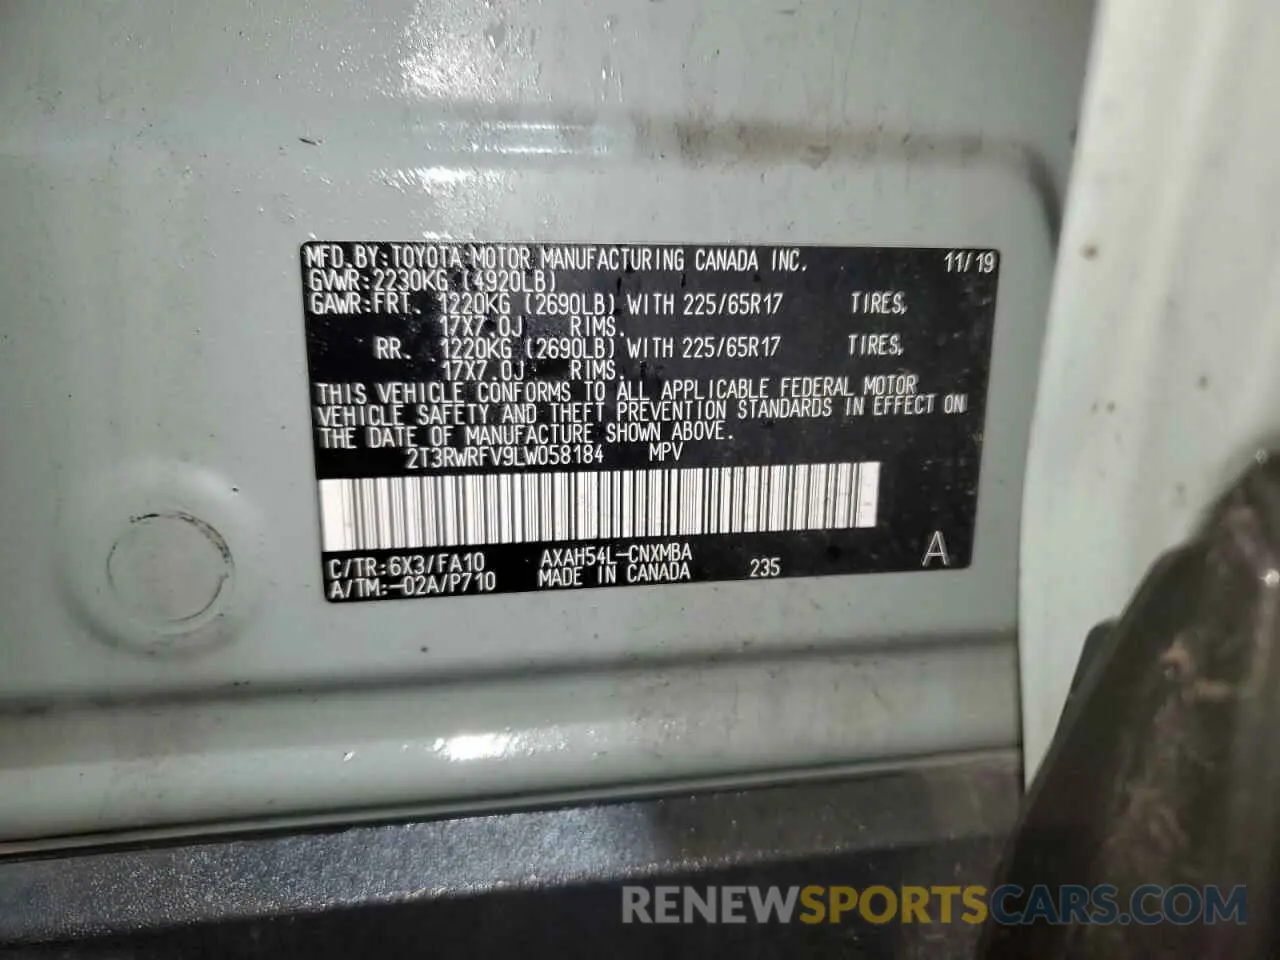 MFD.BY:TOYOTA MOTOR MANUFACTURING CANADA INC. 11/19
GVWR:2230KG (4920LB)
GAWR:FRT. 1220KG (2690LB) WITH 225/65R17 TIRES,
17X7.0J RIMS.
RR. 1220KG (2690LB) WITH 225/65R17 TIRES,
17X7.0J RIMS.
THIS VEHICLE CONFORMS TO ALL APPLICABLE FEDERAL MOTOR
VEHICLE SAFETY AND THEFT PREVENTION STANDARDS IN EFFECT ON
THE DATE OF MANUFACTURE SHOWN ABOVE.
2T3RWRFV9LW058184 MPV
C/TR:6X3/FA10 AXAH54L-CNXMBA A
A/TM:-02A/P710 MADE IN CANADA 235
RENEWSPORTSCARS.COM